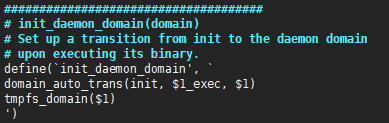 #####################################
# init_daemon_domain(domain)
# Set up a transition from init to the daemon domain
# upon executing its binary.
define(`init_daemon_domain', `
domain_auto_trans(init, $1_exec, $1)
tmpfs_domain($1)
')